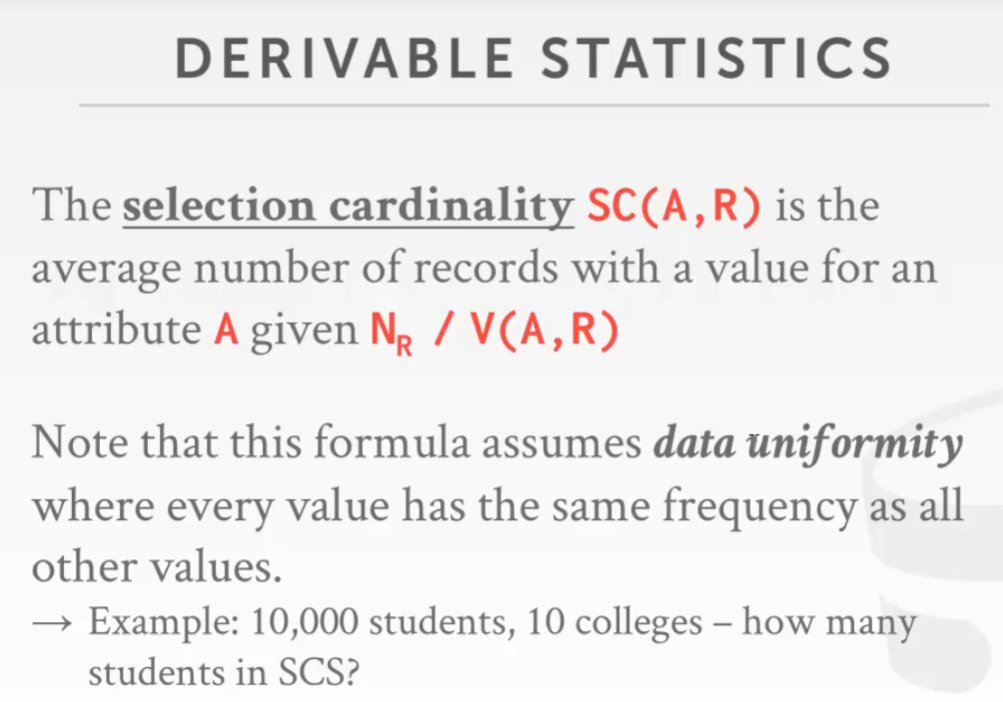 DERIVABLE STATISTICS
The selection cardinality SC(A,R) is the
average number of records with a value for an
attribute A given NR / V(A,R)
Note that this formula assumes data uniformity
where every value has the same frequency as all
other values.
→ Example: 10,000 students, 10 colleges – how many
students in SCS?